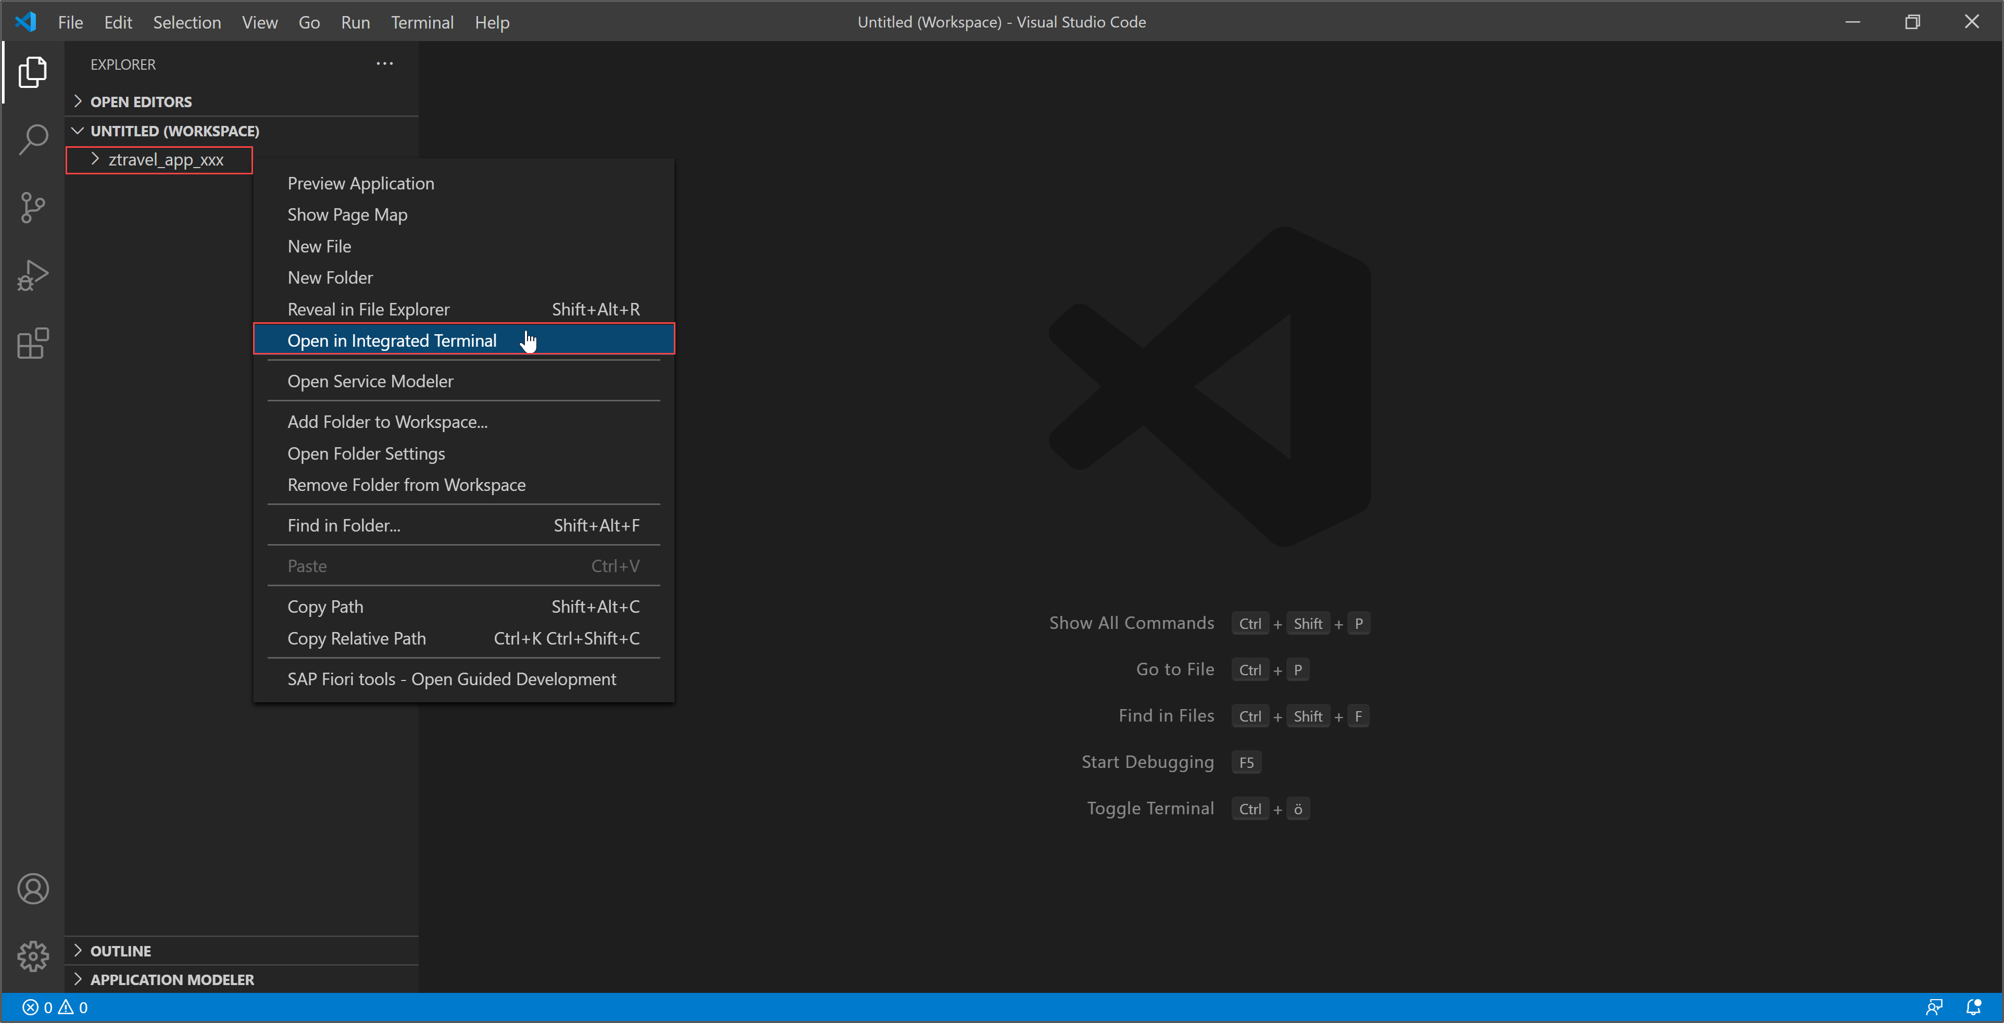 File Edit Selection View Go Run Terminal Help
Untitled (Workspace) - Visual Studio Code
EXPLORER
OPEN EDITORS
UNTITLED (WORKSPACE)
ztravel_app_xxx
Preview Application
Show Page Map
New File
New Folder
Reveal in File Explorer Shift+Alt+R
Open in Integrated Terminal
Open Service Modeler
Add Folder to Workspace...
Open Folder Settings
Remove Folder from Workspace
Find in Folder... Shift+Alt+F
Paste Ctrl+V
Copy Path Shift+Alt+C
Copy Relative Path Ctrl+K Ctrl+Shift+C
SAP Fiori tools - Open Guided Development
Show All Commands Ctrl + Shift + P
Go to File Ctrl + P
Find in Files Ctrl + Shift + F
Start Debugging F5
Toggle Terminal Ctrl + ö
OUTLINE
APPLICATION MODELER
0 0